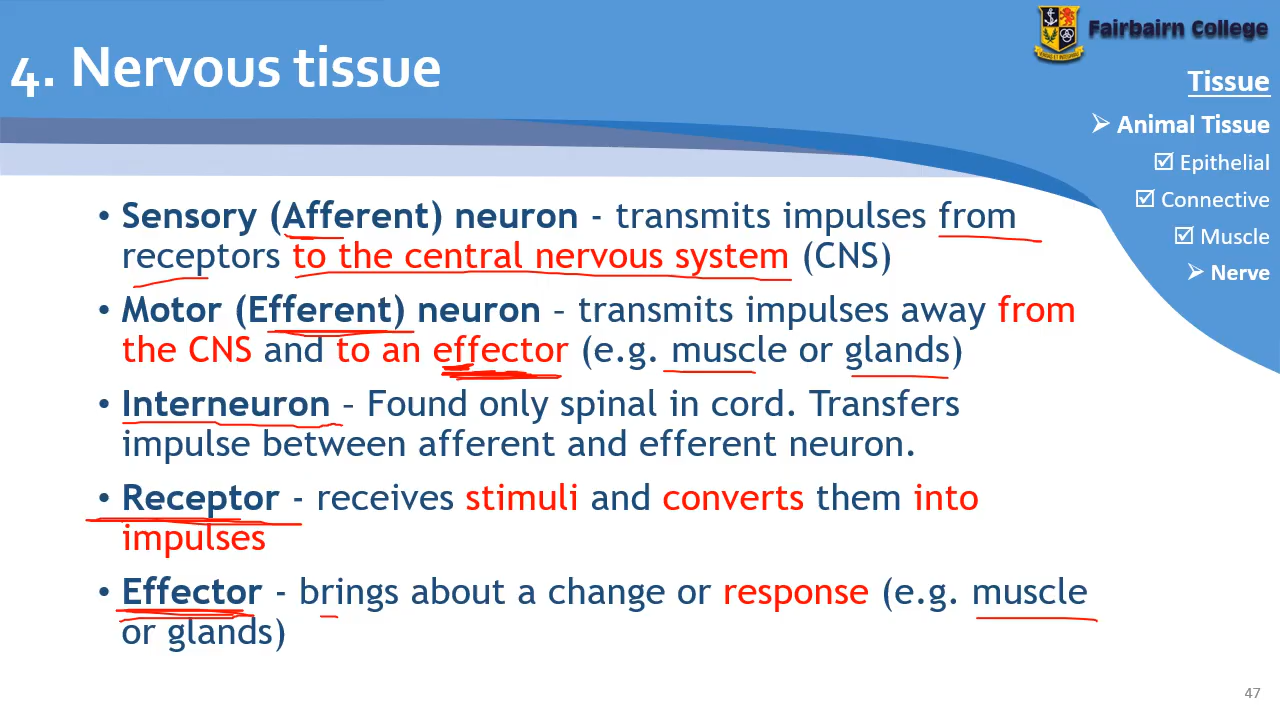 Fairbairn College
4. Nervous tissue
Tissue
➢ Animal Tissue
☑ Epithelial
☑ Connective
☑ Muscle
➢ Nerve
• Sensory (Afferent) neuron - transmits impulses from
receptors to the central nervous system (CNS)
• Motor (Efferent) neuron – transmits impulses away from
the CNS and to an effector (e.g. muscle or glands)
• Interneuron – Found only spinal in cord. Transfers
impulse between afferent and efferent neuron.
• Receptor - receives stimuli and converts them into
impulses
• Effector - brings about a change or response (e.g. muscle
or glands)
47